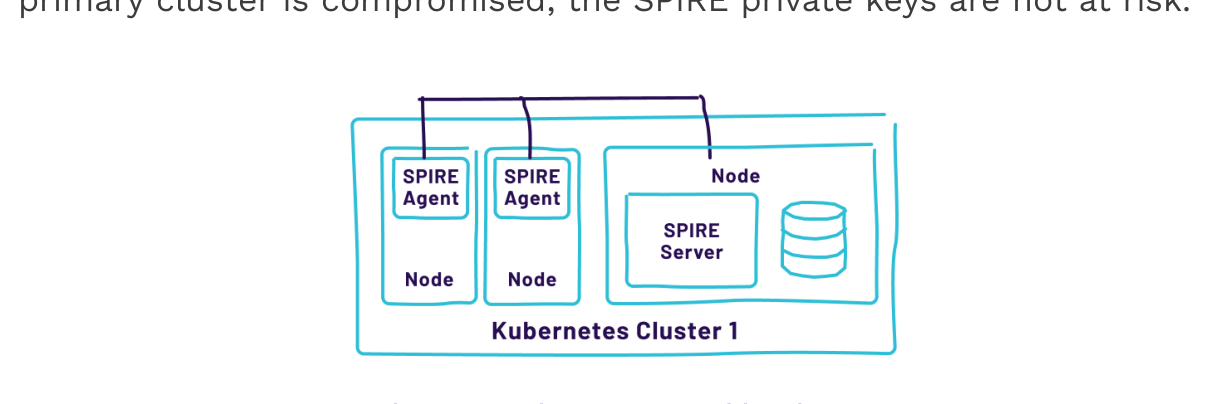 primary cluster is compromised, the SPIRE private keys are not at risk.
SPIRE
Agent
Node
SPIRE
Agent
Node
Node
SPIRE
Server
Kubernetes Cluster 1